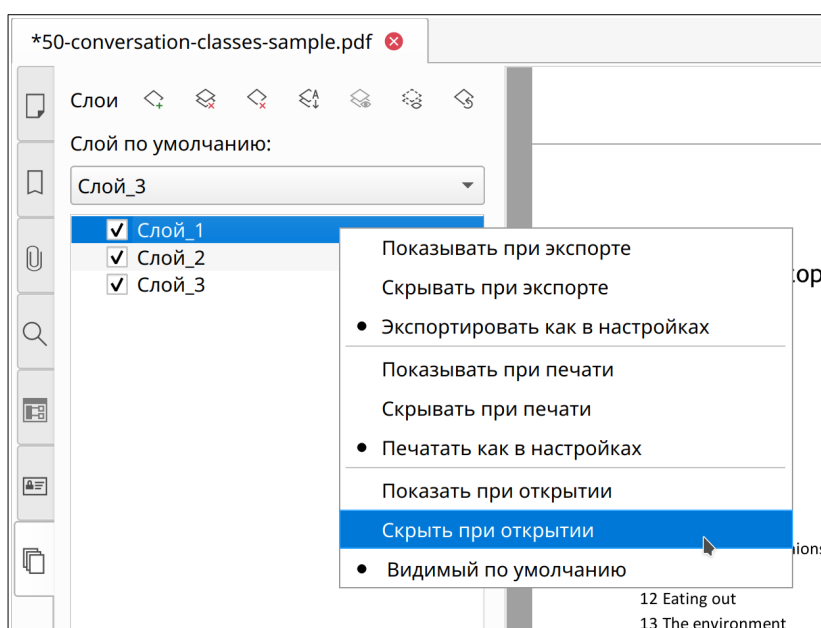 *50-conversation-classes-sample.pdf
Слои
Слой по умолчанию:
Слой_3
Слой_1
Слой_2
Слой_3
Показывать при экспорте
Скрывать при экспорте
Экспортировать как в настройках
Показывать при печати
Скрывать при печати
Печатать как в настройках
Показать при открытии
Скрыть при открытии
Видимый по умолчанию
12 Eating out
13 The environment